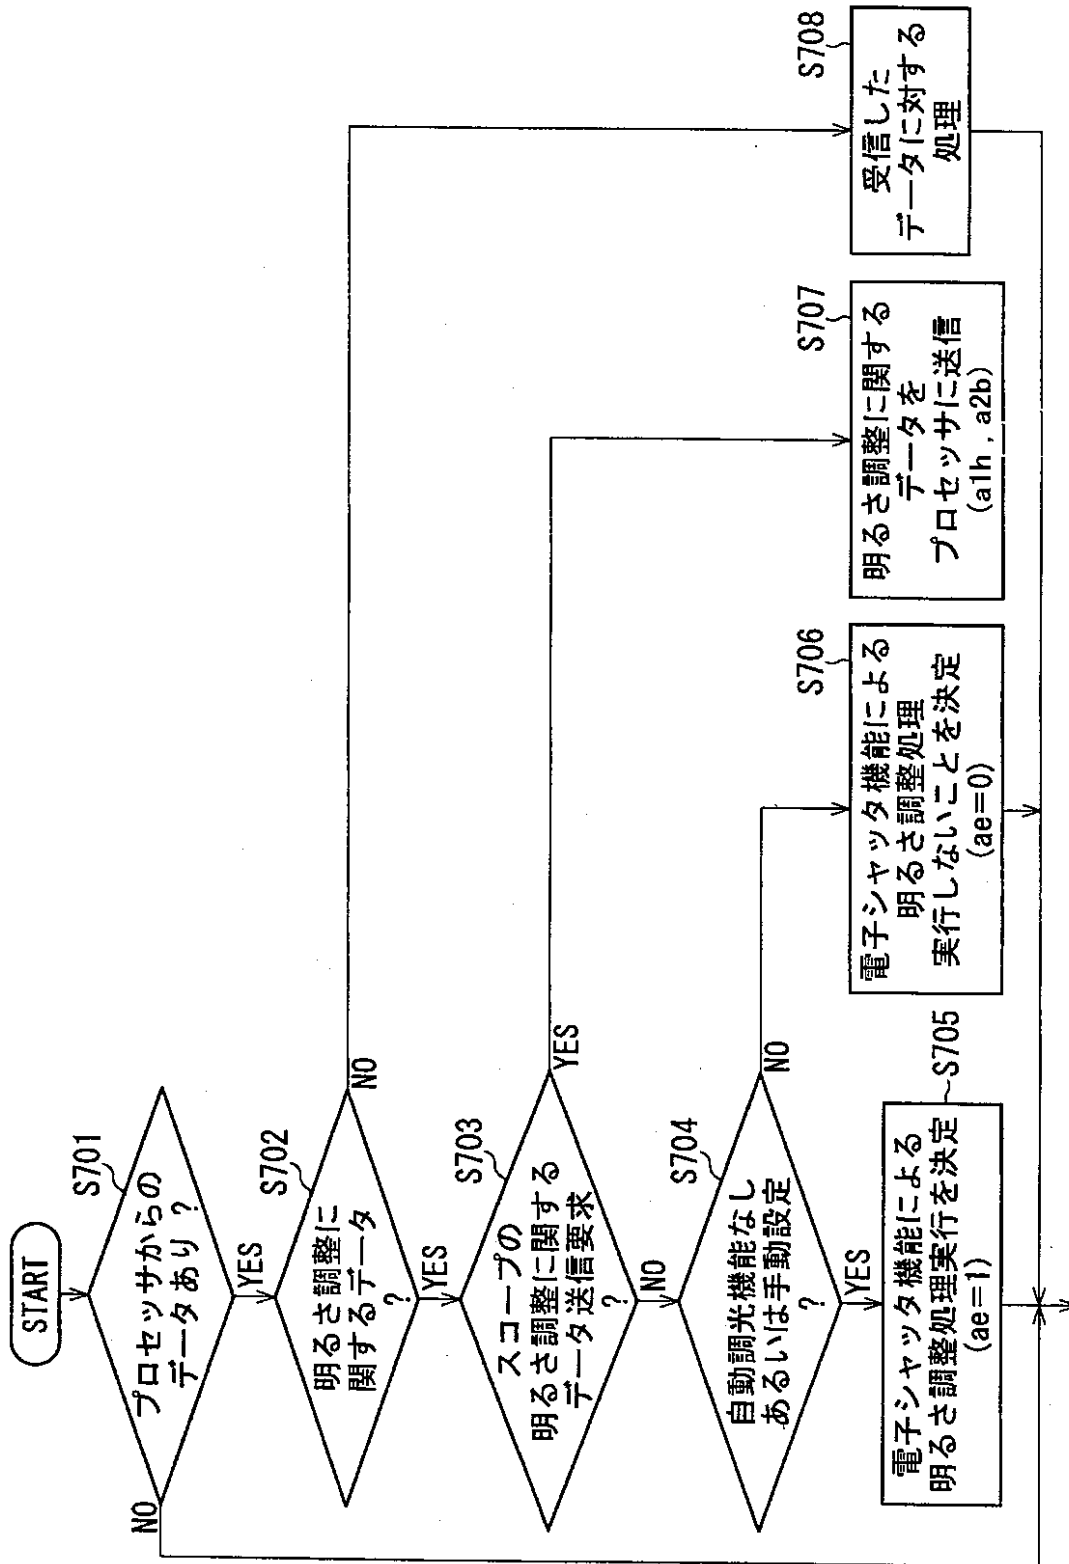 START
S701
プロセッサからの
データあり ?
NO
YES
S702
明るさ調整に
関するデータ
?
NO
YES
S703
スコープの
明るさ調整に関する
データ送信要求
?
YES
NO
S704
自動調光機能なし
あるいは手動設定
?
NO
YES
S705
電子シャッタ機能による
明るさ調整処理実行を決定
(ae=1)
S706
電子シャッタ機能による
明るさ調整処理
実行しないことを決定
(ae=0)
S707
明るさ調整に関する
データを
プロセッサに送信
(a1h, a2b)
S708
受信した
データに対する
処理